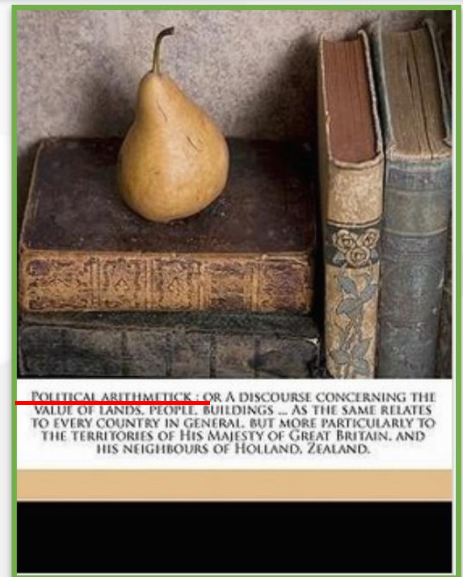 Political arithmetick : or A discourse concerning the
value of lands, people, buildings ... As the same relates
to every country in general, but more particularly to
the territories of His Majesty of Great Britain, and
his neighbours of Holland, Zealand.